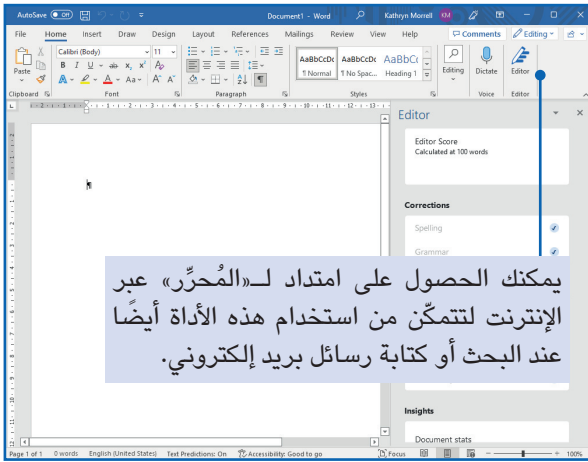 AutoSave Off Document1 - Word Kathryn Morrell KM
File Home Insert Draw Design Layout References Mailings Review View Help Comments Editing
Calibri (Body) 11
Paste
B I U ab x₂ x²
A A Aa A A
AaBbCcDc AaBbCcDc AaBbCc
¶ Normal ¶ No Spac... Heading 1
Editing Dictate Editor
Clipboard Font Paragraph Styles Voice Editor
Editor
Editor Score
Calculated at 100 words
¶
Corrections
Spelling
Grammar
يمكنك الحصول على امتداد لـ«المُحرِّر» عبر
الإنترنت لتتمكّن من استخدام هذه الأداة أيضًا
عند البحث أو كتابة رسائل بريد إلكتروني.
Insights
Document stats
Page 1 of 1 0 words English (United States) Text Predictions: On Accessibility: Good to go Focus 100%